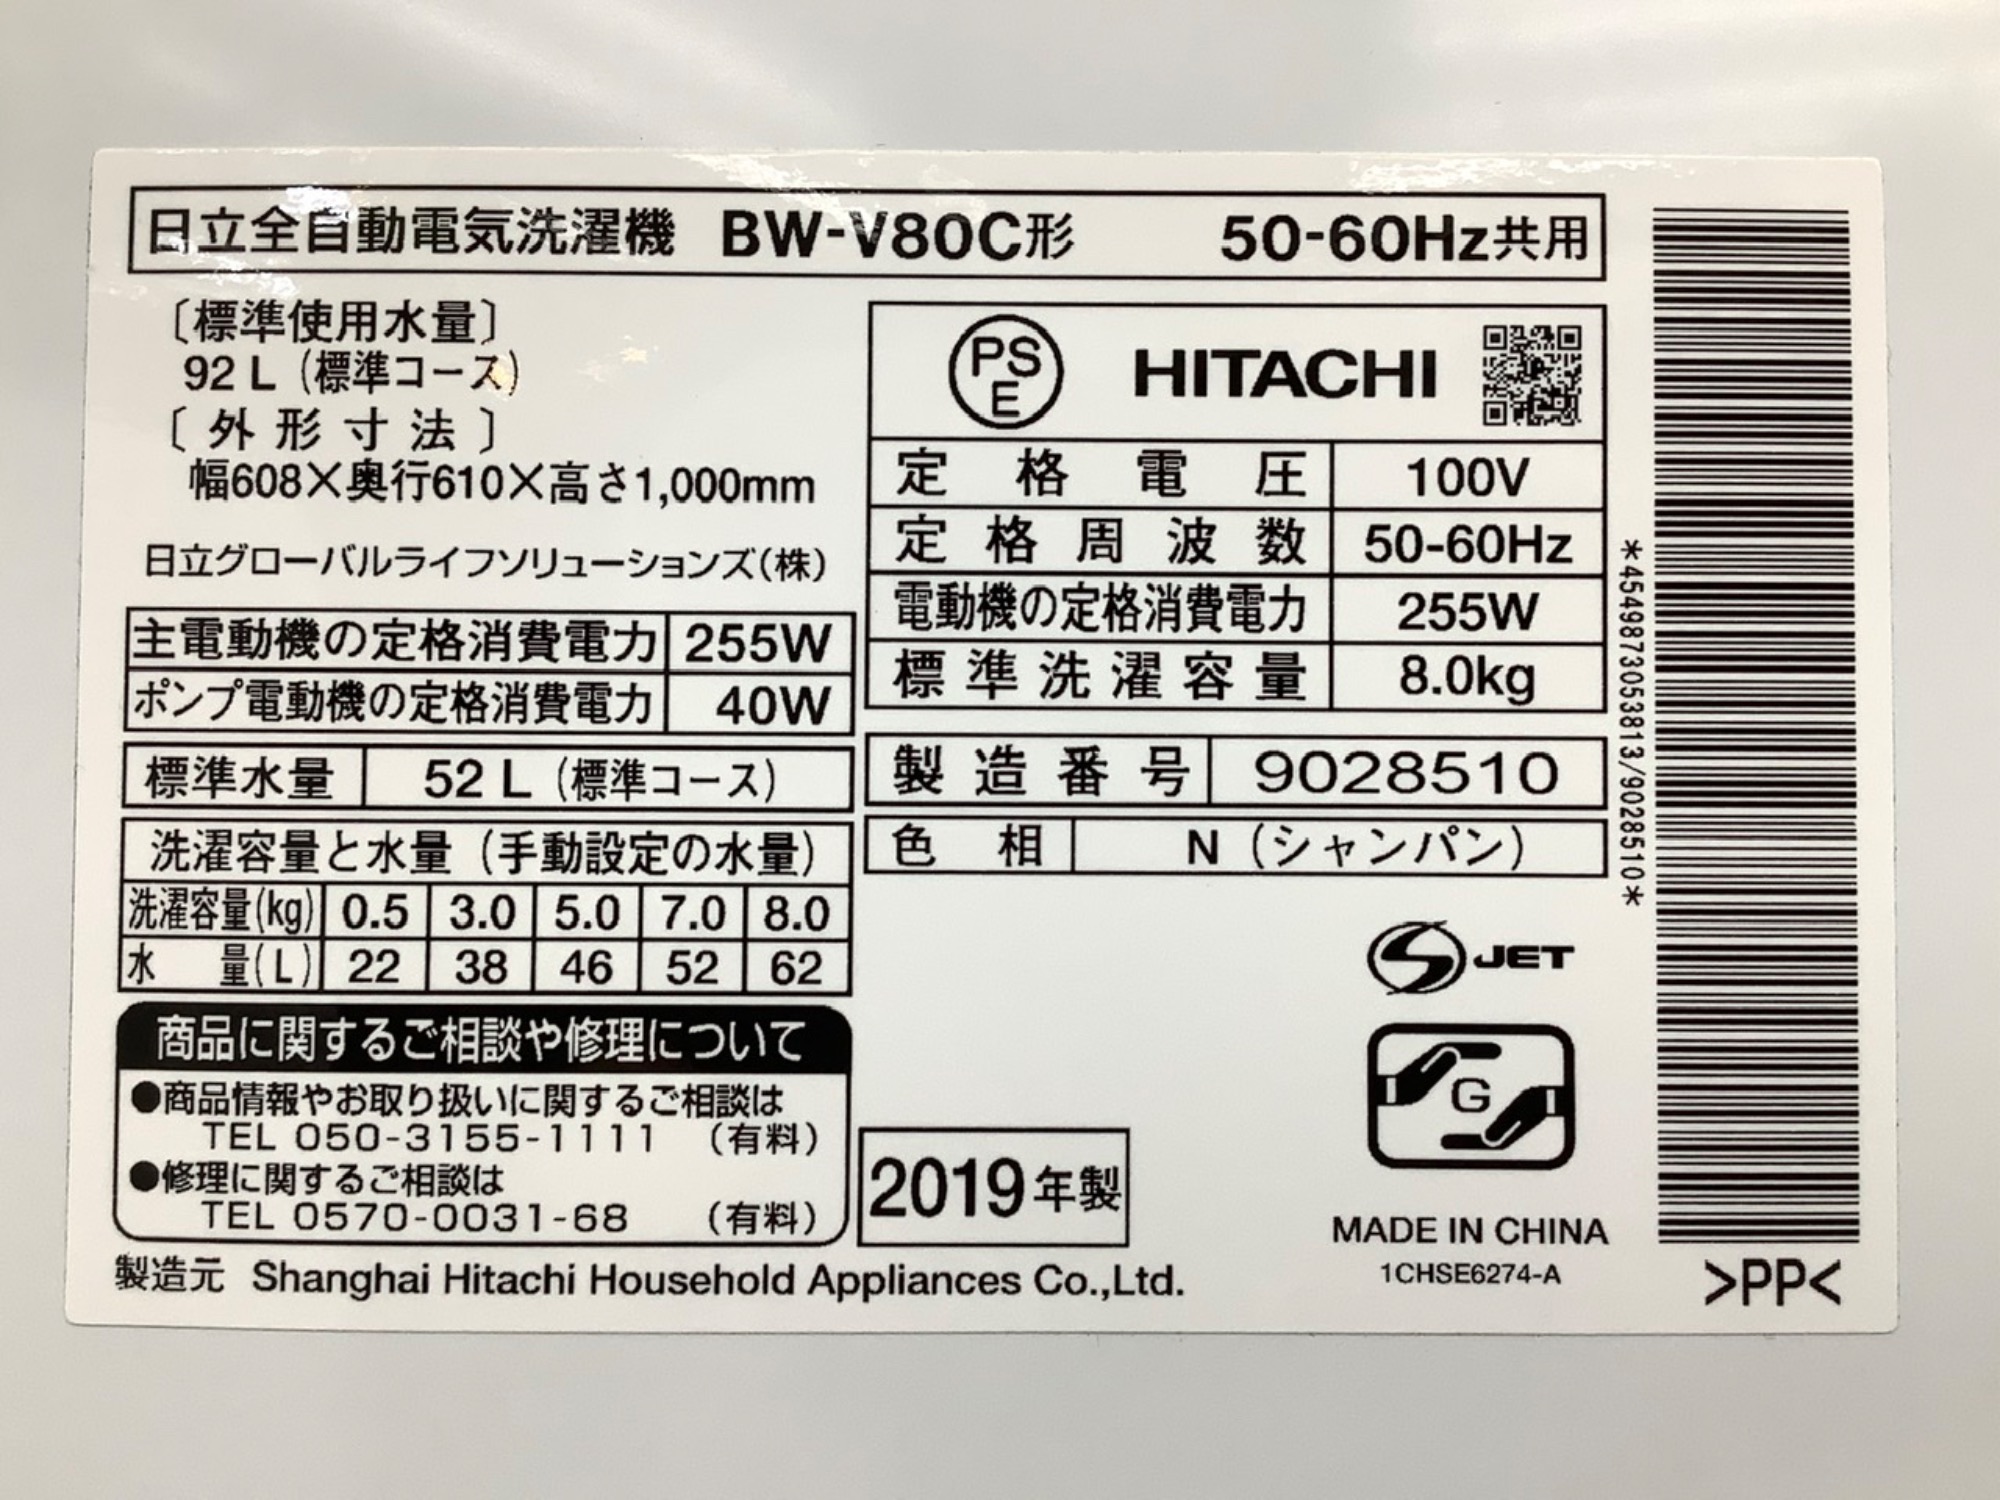 日立全自動電気洗濯機 BW-V80C形 50-60Hz共用
〔標準使用水量〕
92 L (標準コース)
〔外形寸法〕
幅608×奥行610×高さ1,000mm
日立グローバルライフソリューションズ(株)
主電動機の定格消費電力 255W
ポンプ電動機の定格消費電力 40W
標準水量 52 L (標準コース)
洗濯容量と水量 (手動設定の水量)
洗濯容量(kg) 0.5 3.0 5.0 7.0 8.0
水量(L) 22 38 46 52 62
商品に関するご相談や修理について
●商品情報やお取り扱いに関するご相談は
TEL 050-3155-1111 (有料)
●修理に関するご相談は
TEL 0570-0031-68 (有料)
製造元 Shanghai Hitachi Household Appliances Co.,Ltd.
PS
E
HITACHI
定格電圧 100V
定格周波数 50-60Hz
電動機の定格消費電力 255W
標準洗濯容量 8.0kg
製造番号 9028510
色相 N (シャンパン)
S JET
G
2019年製
MADE IN CHINA
1CHSE6274-A
*4549873053813/9028510*
>PP<